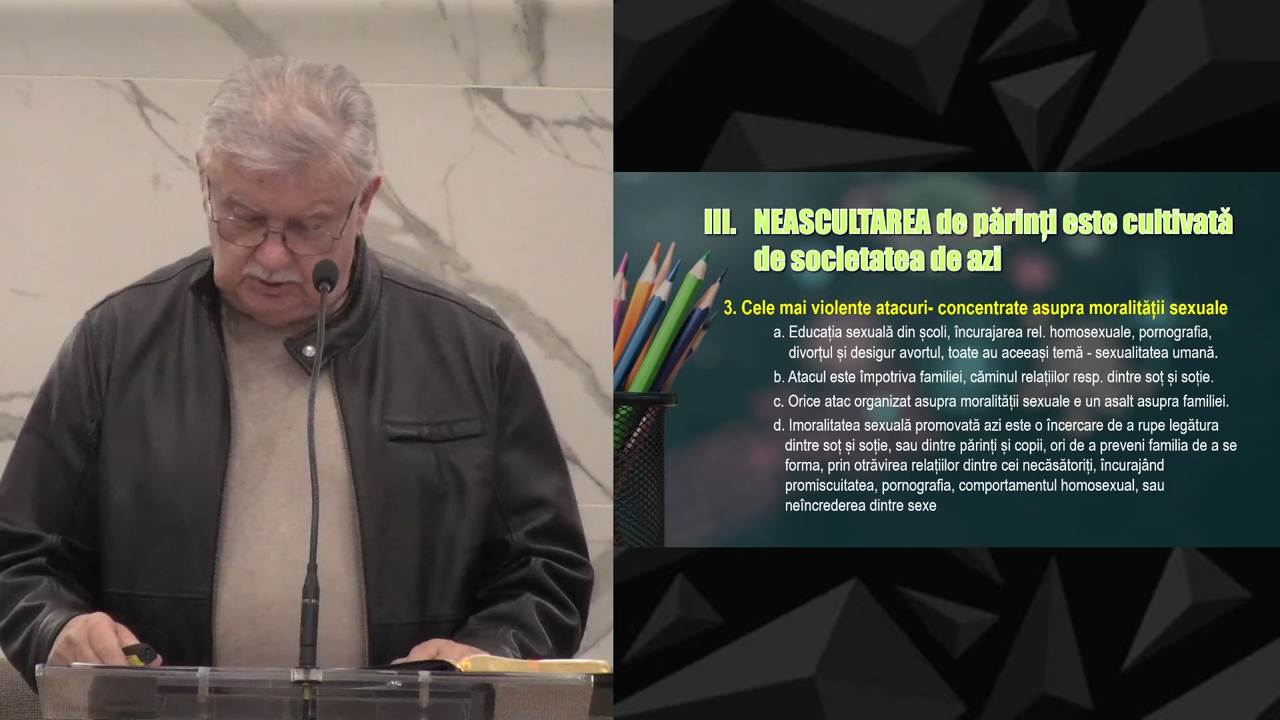 III. NEASCULTAREA de părinți este cultivată
de societatea de azi
3. Cele mai violente atacuri- concentrate asupra moralității sexuale
a. Educația sexuală din școli, încurajarea rel. homosexuale, pornografia,
divorțul și desigur avortul, toate au aceeași temă - sexualitatea umană.
b. Atacul este împotriva familiei, căminul relațiilor resp. dintre soț și soție.
c. Orice atac organizat asupra moralității sexuale e un asalt asupra familiei.
d. Imoralitatea sexuală promovată azi este o încercare de a rupe legătura
dintre soț și soție, sau dintre părinți și copii, ori de a preveni familia de a se
forma, prin otrăvirea relațiilor dintre cei necăsătoriți, încurajând
promiscuitatea, pornografia, comportamentul homosexual, sau
neîncrederea dintre sexe